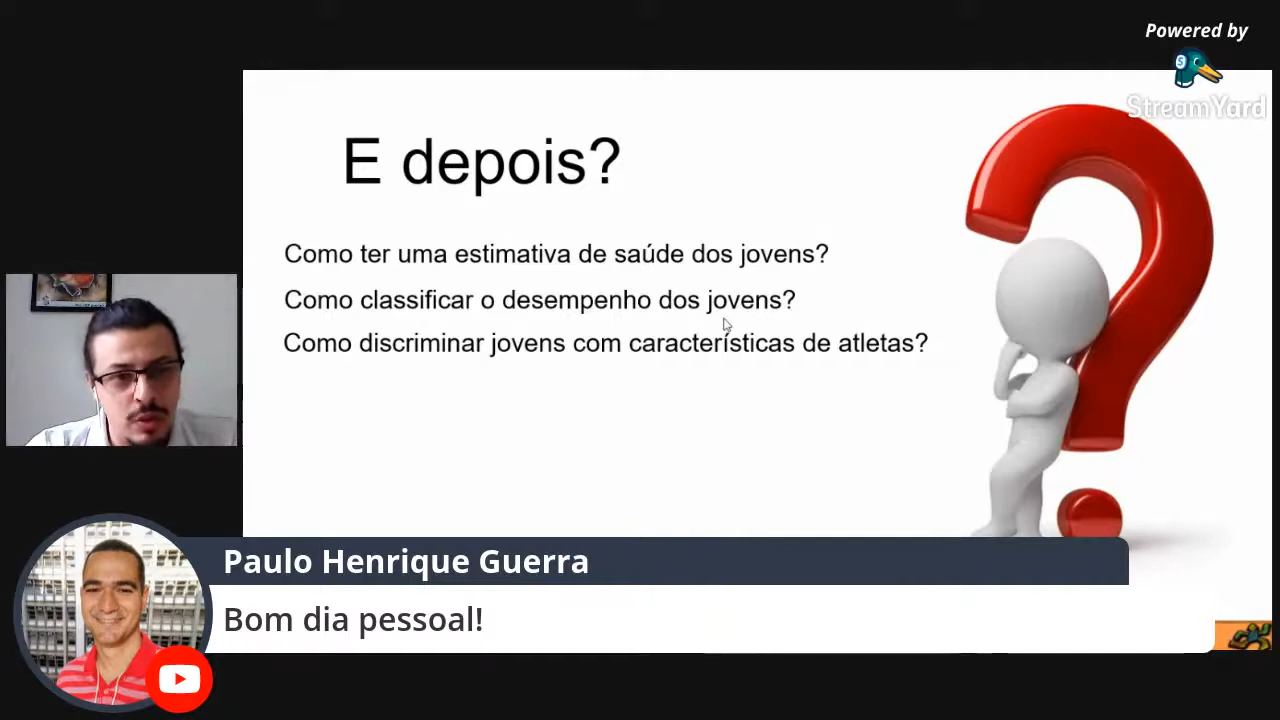 Powered by
StreamYard
E depois?
Como ter uma estimativa de saúde dos jovens?
Como classificar o desempenho dos jovens?
Como discriminar jovens com características de atletas?
Paulo Henrique Guerra
Bom dia pessoal!